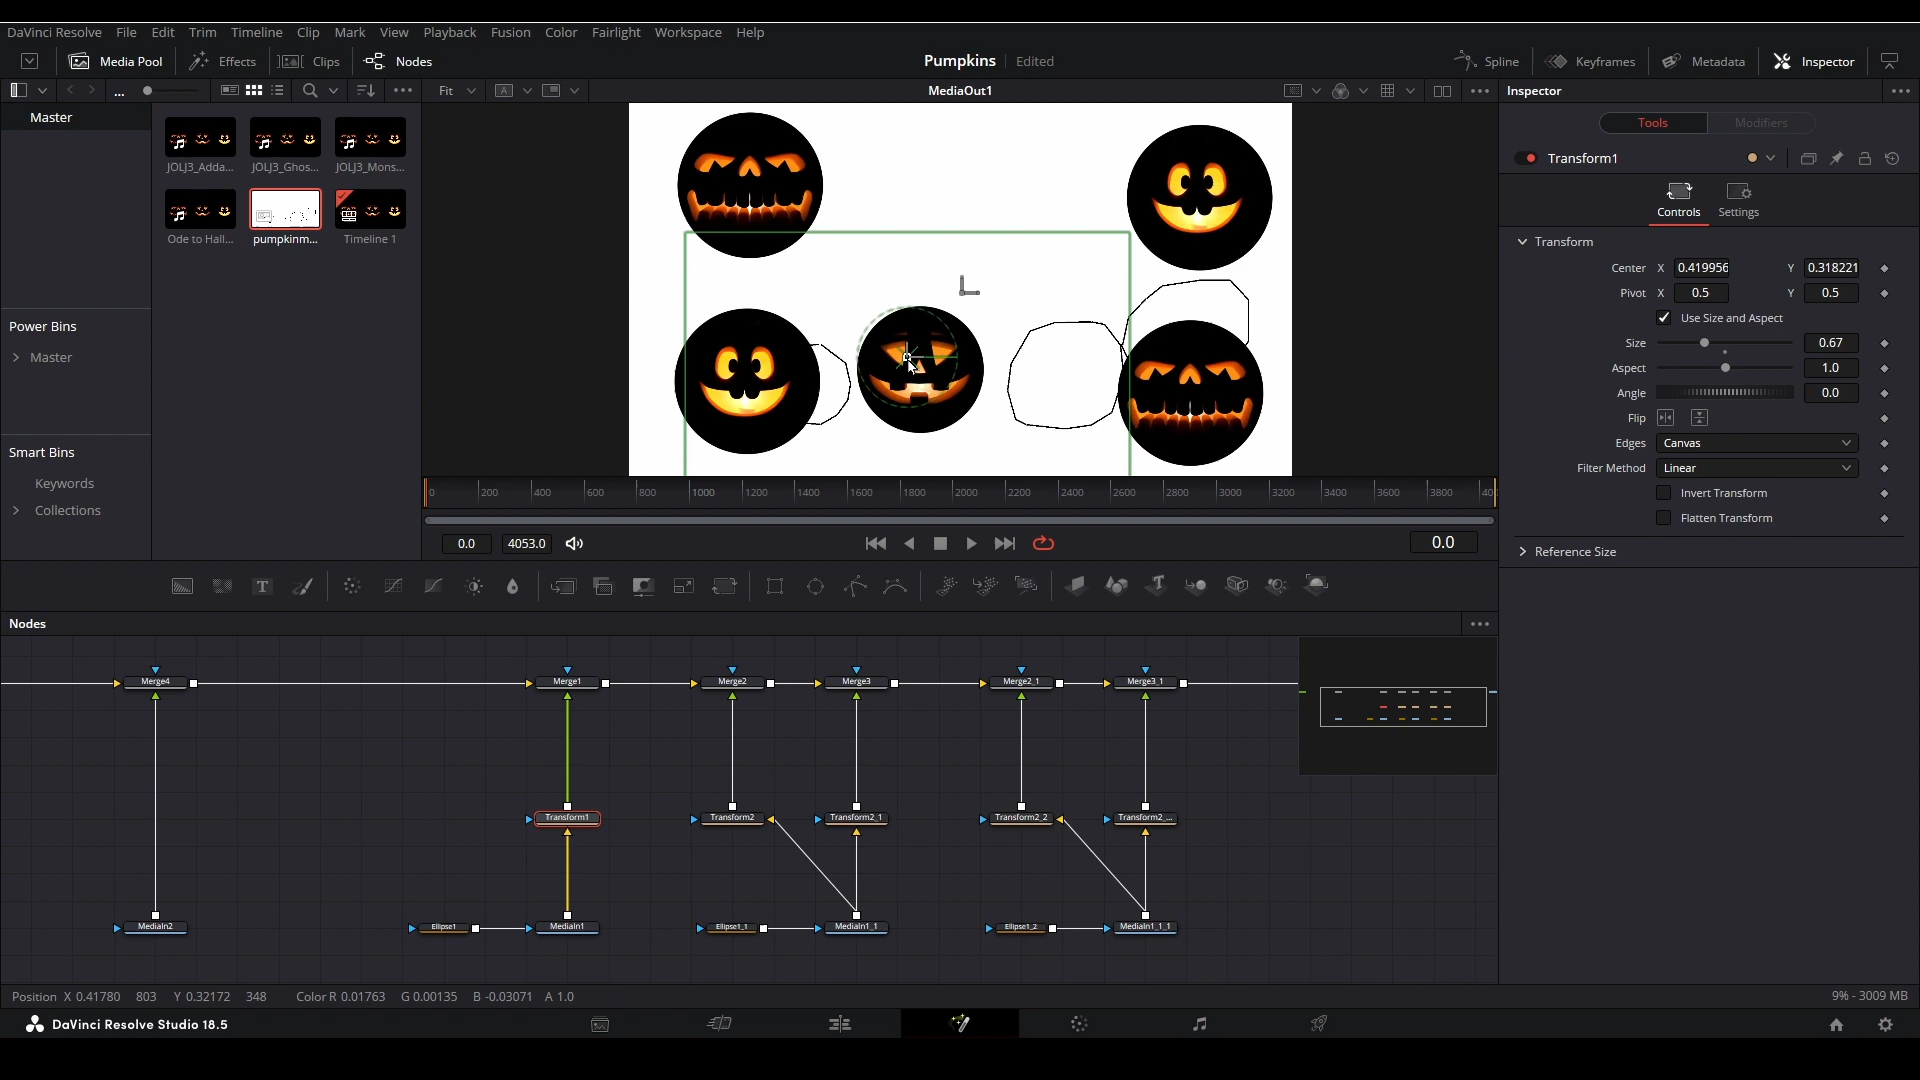 DaVinci Resolve File Edit Trim Timeline Clip Mark View Playback Fusion Color Fairlight Workspace Help
Media Pool Effects Clips Nodes Pumpkins Edited Spline Keyframes Metadata Inspector
... Fit A MediaOut1 Inspector
Master
JOLJ3_Adda... JOLJ3_Ghos... JOLJ3_Mons...
Ode to Hall... pumpkinm... Timeline 1
Power Bins
Master
Smart Bins
Keywords
Collections
Tools Modifiers
Transform1
Controls Settings
Transform
Center X 0.419956 Y 0.318221
Pivot X 0.5 Y 0.5
Use Size and Aspect
Size 0.67
Aspect 1.0
Angle 0.0
Flip
Edges Canvas
Filter Method Linear
Invert Transform
Flatten Transform
Reference Size
0 200 400 600 800 1000 1200 1400 1600 1800 2000 2200 2400 2600 2800 3000 3200 3400 3600 3800 40
0.0 4053.0 0.0
T
Nodes
Merge4 Merge1 Merge2 Merge3 Merge2_1 Merge3_1
Transform1 Transform2 Transform2_1 Transform2_2 Transform2_...
MediaIn2 Ellipse1 MediaIn1 Ellipse1_1 MediaIn1_1 Ellipse1_2 MediaIn1_1_1
Position X 0.41780 803 Y 0.32172 348 Color R 0.01763 G 0.00135 B -0.03071 A 1.0 9% - 3009 MB
DaVinci Resolve Studio 18.5